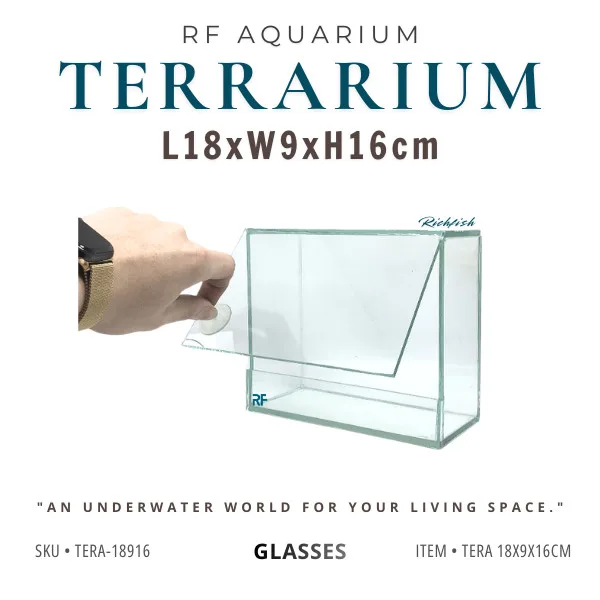 RF AQUARIUM
TERRARIUM
L18xW9xH16cm
Richfish
RF
"AN UNDERWATER WORLD FOR YOUR LIVING SPACE."
SKU • TERA-18916
GLASSES
ITEM • TERA 18X9X16CM